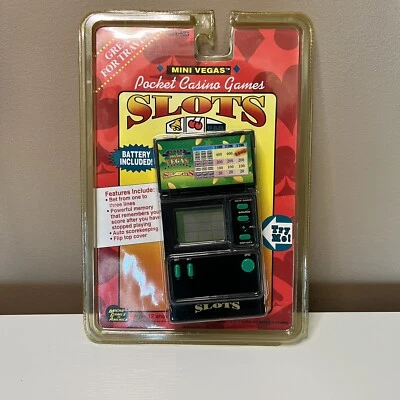 GREAT
FOR TRAVEL
MINI VEGAS™
Pocket Casino Games
SLOTS
BATTERY
INCLUDED!
Features Include:
• Bet from one to
three lines
• Powerful memory
that remembers your
score after you have
stopped playing
• Auto scorekeeping
• Flip top cover
Try
Me!
SLOTS